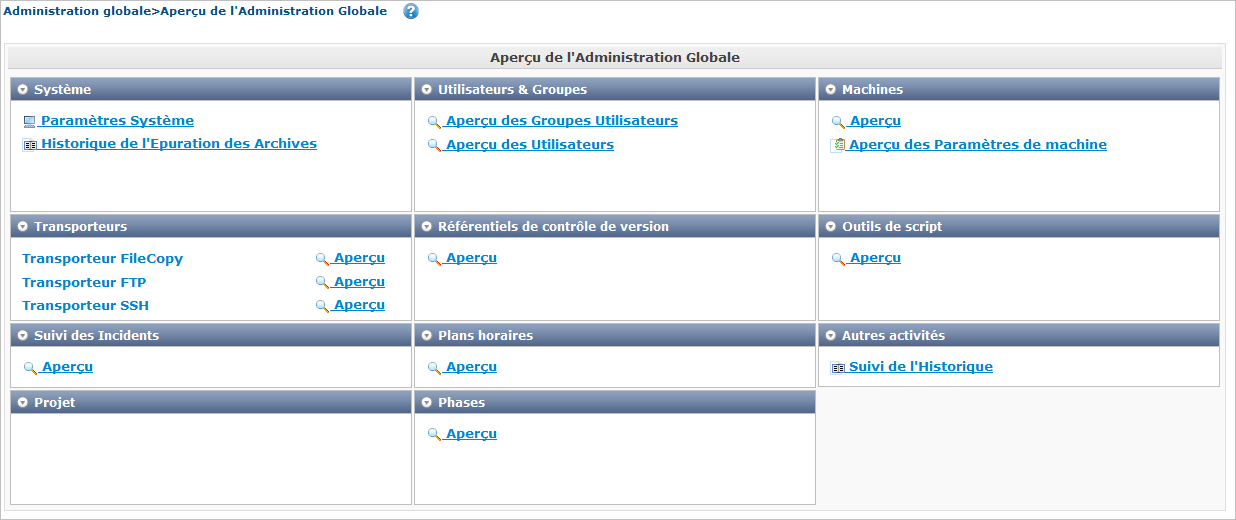 Administration globale>Aperçu de l'Administration Globale
Aperçu de l'Administration Globale
Système
Paramètres Système
Historique de l'Epuration des Archives
Utilisateurs & Groupes
Aperçu des Groupes Utilisateurs
Aperçu des Utilisateurs
Machines
Aperçu
Aperçu des Paramètres de machine
Transporteurs
Transporteur FileCopy Aperçu
Transporteur FTP Aperçu
Transporteur SSH Aperçu
Référentiels de contrôle de version
Aperçu
Outils de script
Aperçu
Suivi des Incidents
Aperçu
Plans horaires
Aperçu
Autres activités
Suivi de l'Historique
Projet
Phases
Aperçu